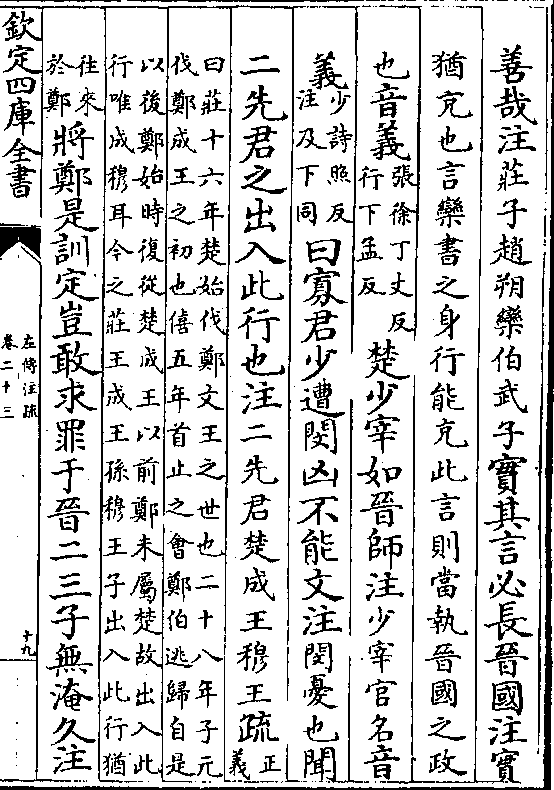 善哉注莊子趙朔欒伯武子實其言必長晉國注實
猶充也言欒書之身行能充此言則當執晉國之政
也音義張徐丁丈反行下孟反楚少宰如晉師注少宰官名音
義少詩照反注及下同曰寡君少遭閔凶不能文注閔憂也聞
二先君之出入此行也注二先君楚成王穆王疏正義
曰莊十六年楚始伐鄭文王之世也二十八年子元
伐鄭成王之初也僖五年首止之會鄭伯逃歸自是
以後鄭始時復從楚成王以前鄭未屬楚故出入此
行唯成穆耳今之莊王成王孫穆王子出入此行猶
往來於鄭將鄭是訓定豈敢求罪于晉二三子無淹久注
欽定四庫全書
左傳注疏
卷二十三
十九